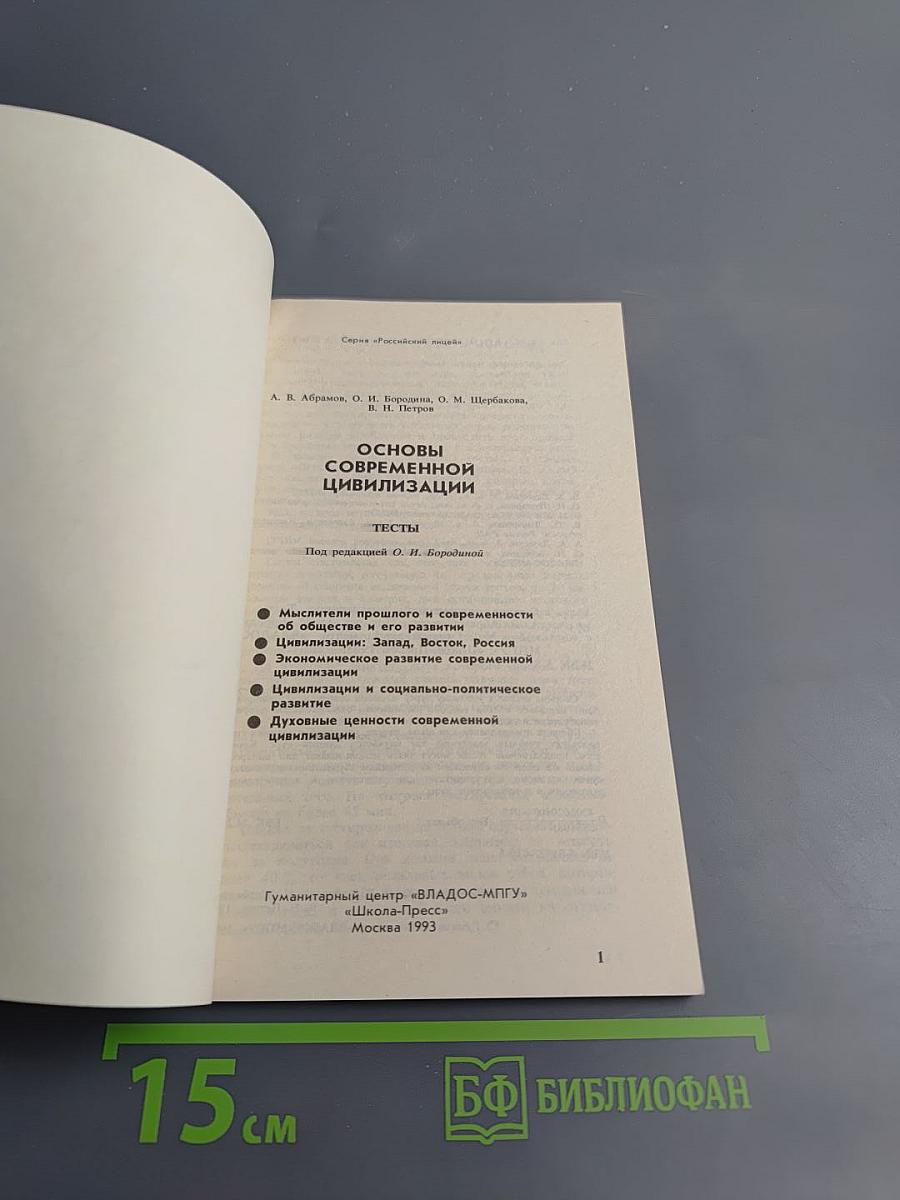 Серия «Российский лицей»
А. В. Абрамов, О. И. Бородина, О. М. Щербакова,
В. Н. Петров
ОСНОВЫ
СОВРЕМЕННОЙ
ЦИВИЛИЗАЦИИ
ТЕСТЫ
Под редакцией О. И. Бородиной
● Мыслители прошлого и современности
об обществе и его развитии
● Цивилизации: Запад, Восток, Россия
● Экономическое развитие современной
цивилизации
● Цивилизации и социально-политическое
развитие
● Духовные ценности современной
цивилизации
Гуманитарный центр «ВЛАДОС-МПГУ»
«Школа-Пресс»
Москва 1993
1
15 см
БФ БИБЛИОФАН